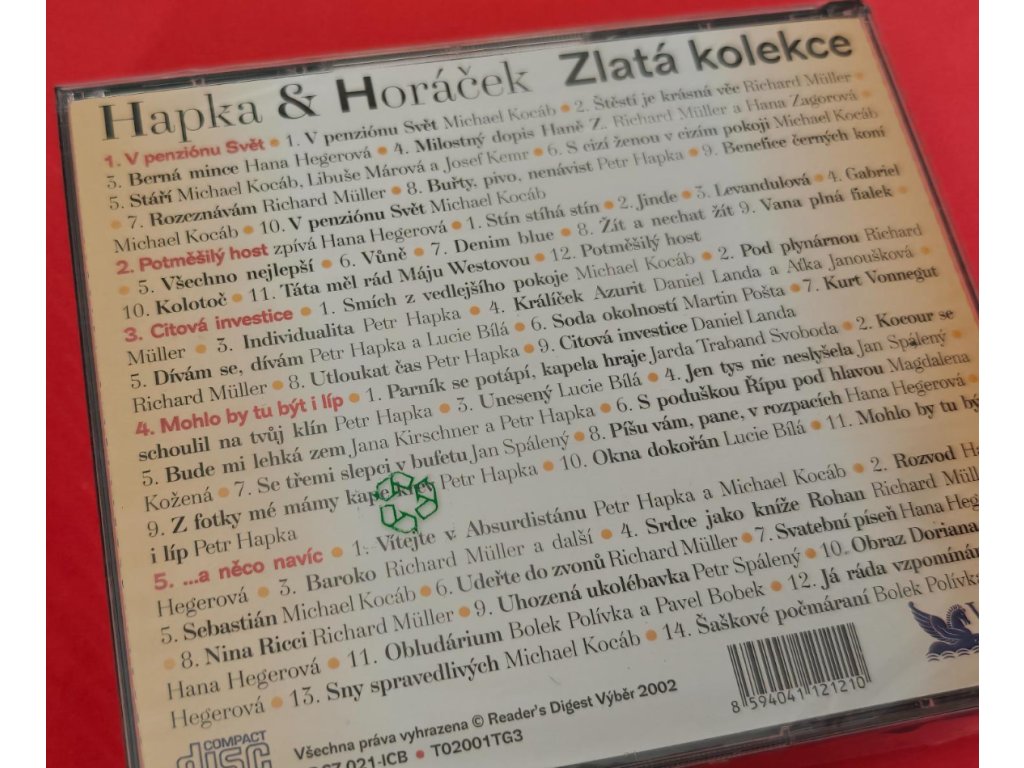 Hapka & Horáček Zlatá kolekce
1. V penziónu Svět • 1. V penziónu Svět Michael Kocáb • 2. Štěstí je krásná věc Richard Müller •
3. Berná mince Hana Hegerová • 4. Milostný dopis Haně Z. Richard Müller a Hana Zagorová •
5. Stáří Michael Kocáb, Libuše Márová a Josef Kemr • 6. S cizí ženou v cizím pokoji Michael Kocáb
• 7. Rozeznávám Richard Müller • 8. Buřty, pivo, nenávist Petr Hapka • 9. Benefice černých koní
Michael Kocáb • 10. V penziónu Svět Michael Kocáb
2. Potměšilý host zpívá Hana Hegerová • 1. Stín stíhá stín • 2. Jinde • 3. Levandulová • 4. Gabriel
• 5. Všechno nejlepší • 6. Vůně • 7. Denim blue • 8. Žít a nechat žít 9. Vana plná fialek
10. Kolotoč • 11. Táta měl rád Máju Westovou • 12. Potměšilý host
3. Citová investice • 1. Smích z vedlejšího pokoje Michael Kocáb • 2. Pod plynárnou Richard
Müller • 3. Individualita Petr Hapka • 4. Králíček Azurit Daniel Landa a Afka Janoušková •
5. Dívám se, dívám Petr Hapka a Lucie Bílá • 6. Soda okolností Martin Pošta • 7. Kurt Vonnegut
Richard Müller • 8. Utloukat čas Petr Hapka • 9. Citová investice Daniel Landa
4. Mohlo by tu být i líp • 1. Parník se potápí, kapela hraje Jarda Traband Svoboda • 2. Kocour se
schoulil na tvůj klín Petr Hapka • 3. Unesený Lucie Bílá • 4. Jen tys nic neslyšela Jan Spálený •
5. Bude mi lehká zem Jana Kirschner a Petr Hapka • 6. S poduškou Řípu pod hlavou Magdalena
Kožená • 7. Se třemi slepci v bufetu Jan Spálený • 8. Píšu vám, pane, v rozpacích Hana Hegerová •
9. Z fotky mé mámy Petr Hapka • 10. Okna dokořán Lucie Bílá • 11. Mohlo by tu být
i líp Petr Hapka
5. ...a něco navíc • 1. Vítejte v Absurdistánu Petr Hapka a Michael Kocáb • 2. Rozvod
Hegerová • 3. Baroko Richard Müller a další • 4. Srdce jako kníže Rohan Richard
5. Sebastián Michael Kocáb • 6. Udeřte do zvonů Richard Müller • 7. Svatební píseň Hana
• 8. Nina Ricci Richard Müller • 9. Uhozená ukolébavka Petr Spálený • 10. Obraz Doriana
Hana Hegerová • 11. Obludárium Bolek Polívka a Pavel Bobek • 12. Já ráda vzpomínám
Hegerová • 13. Sny spravedlivých Michael Kocáb • 14. Šaškové počmáraní Bolek Polívka
8 594041 121210
COMPACT
disc
Všechna práva vyhrazena © Reader's Digest Výběr 2002
021-ICB • T02001TG3